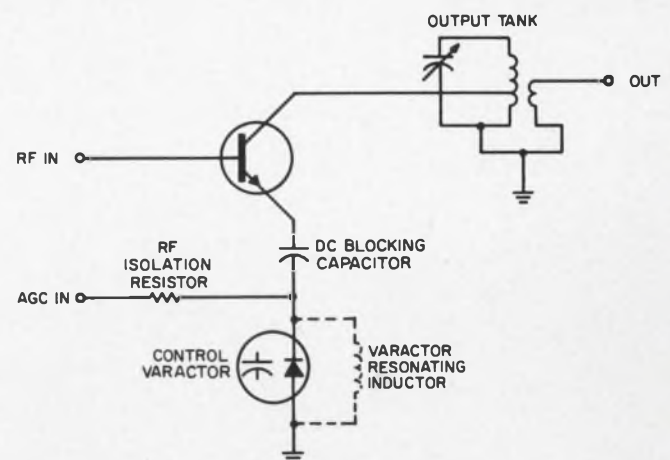 OUTPUT TANK
OUT
RF IN
DC BLOCKING
CAPACITOR
RF
ISOLATION
RESISTOR
AGC IN
CONTROL
VARACTOR
VARACTOR
RESONATING
INDUCTOR